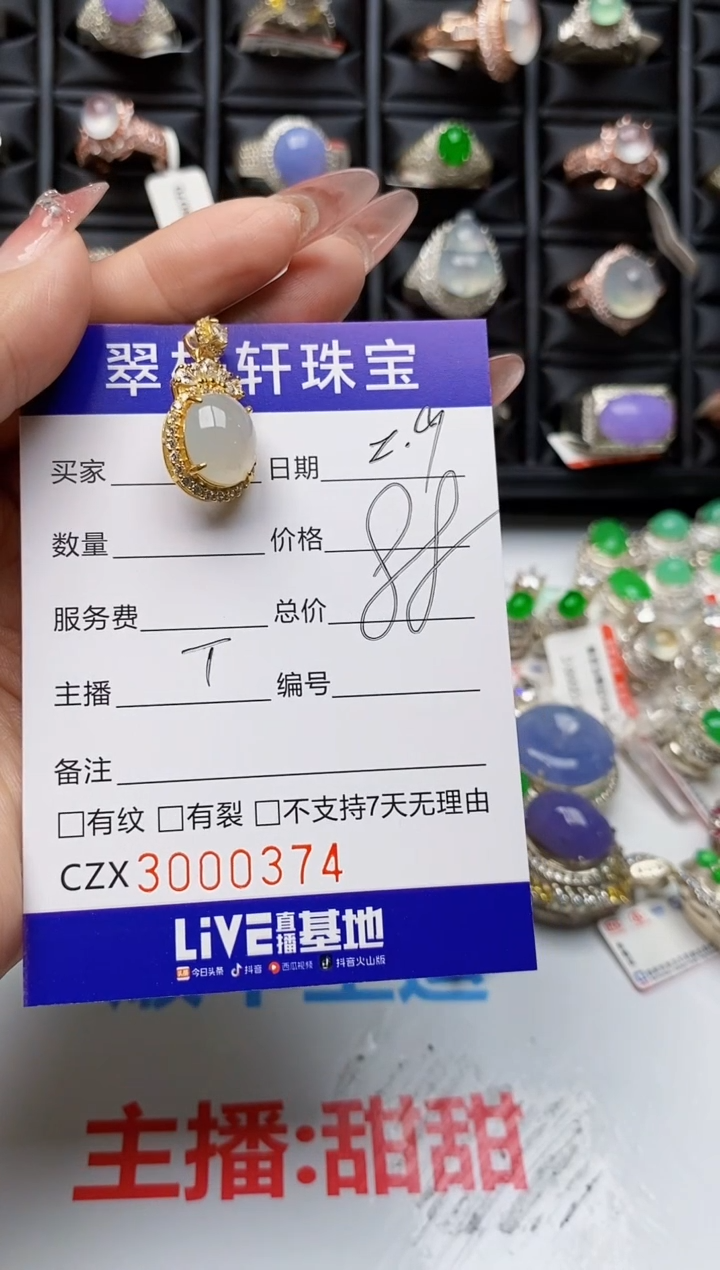 翠 轩珠宝
买家 日期 2.9
数量 价格 88
服务费 总价
主播 T 编号
备注
□有纹 □有裂 □不支持7天无理由
CZX3000374
LiVE直播基地
今日头条 抖音 西瓜视频 抖音火山版
主播:甜甜